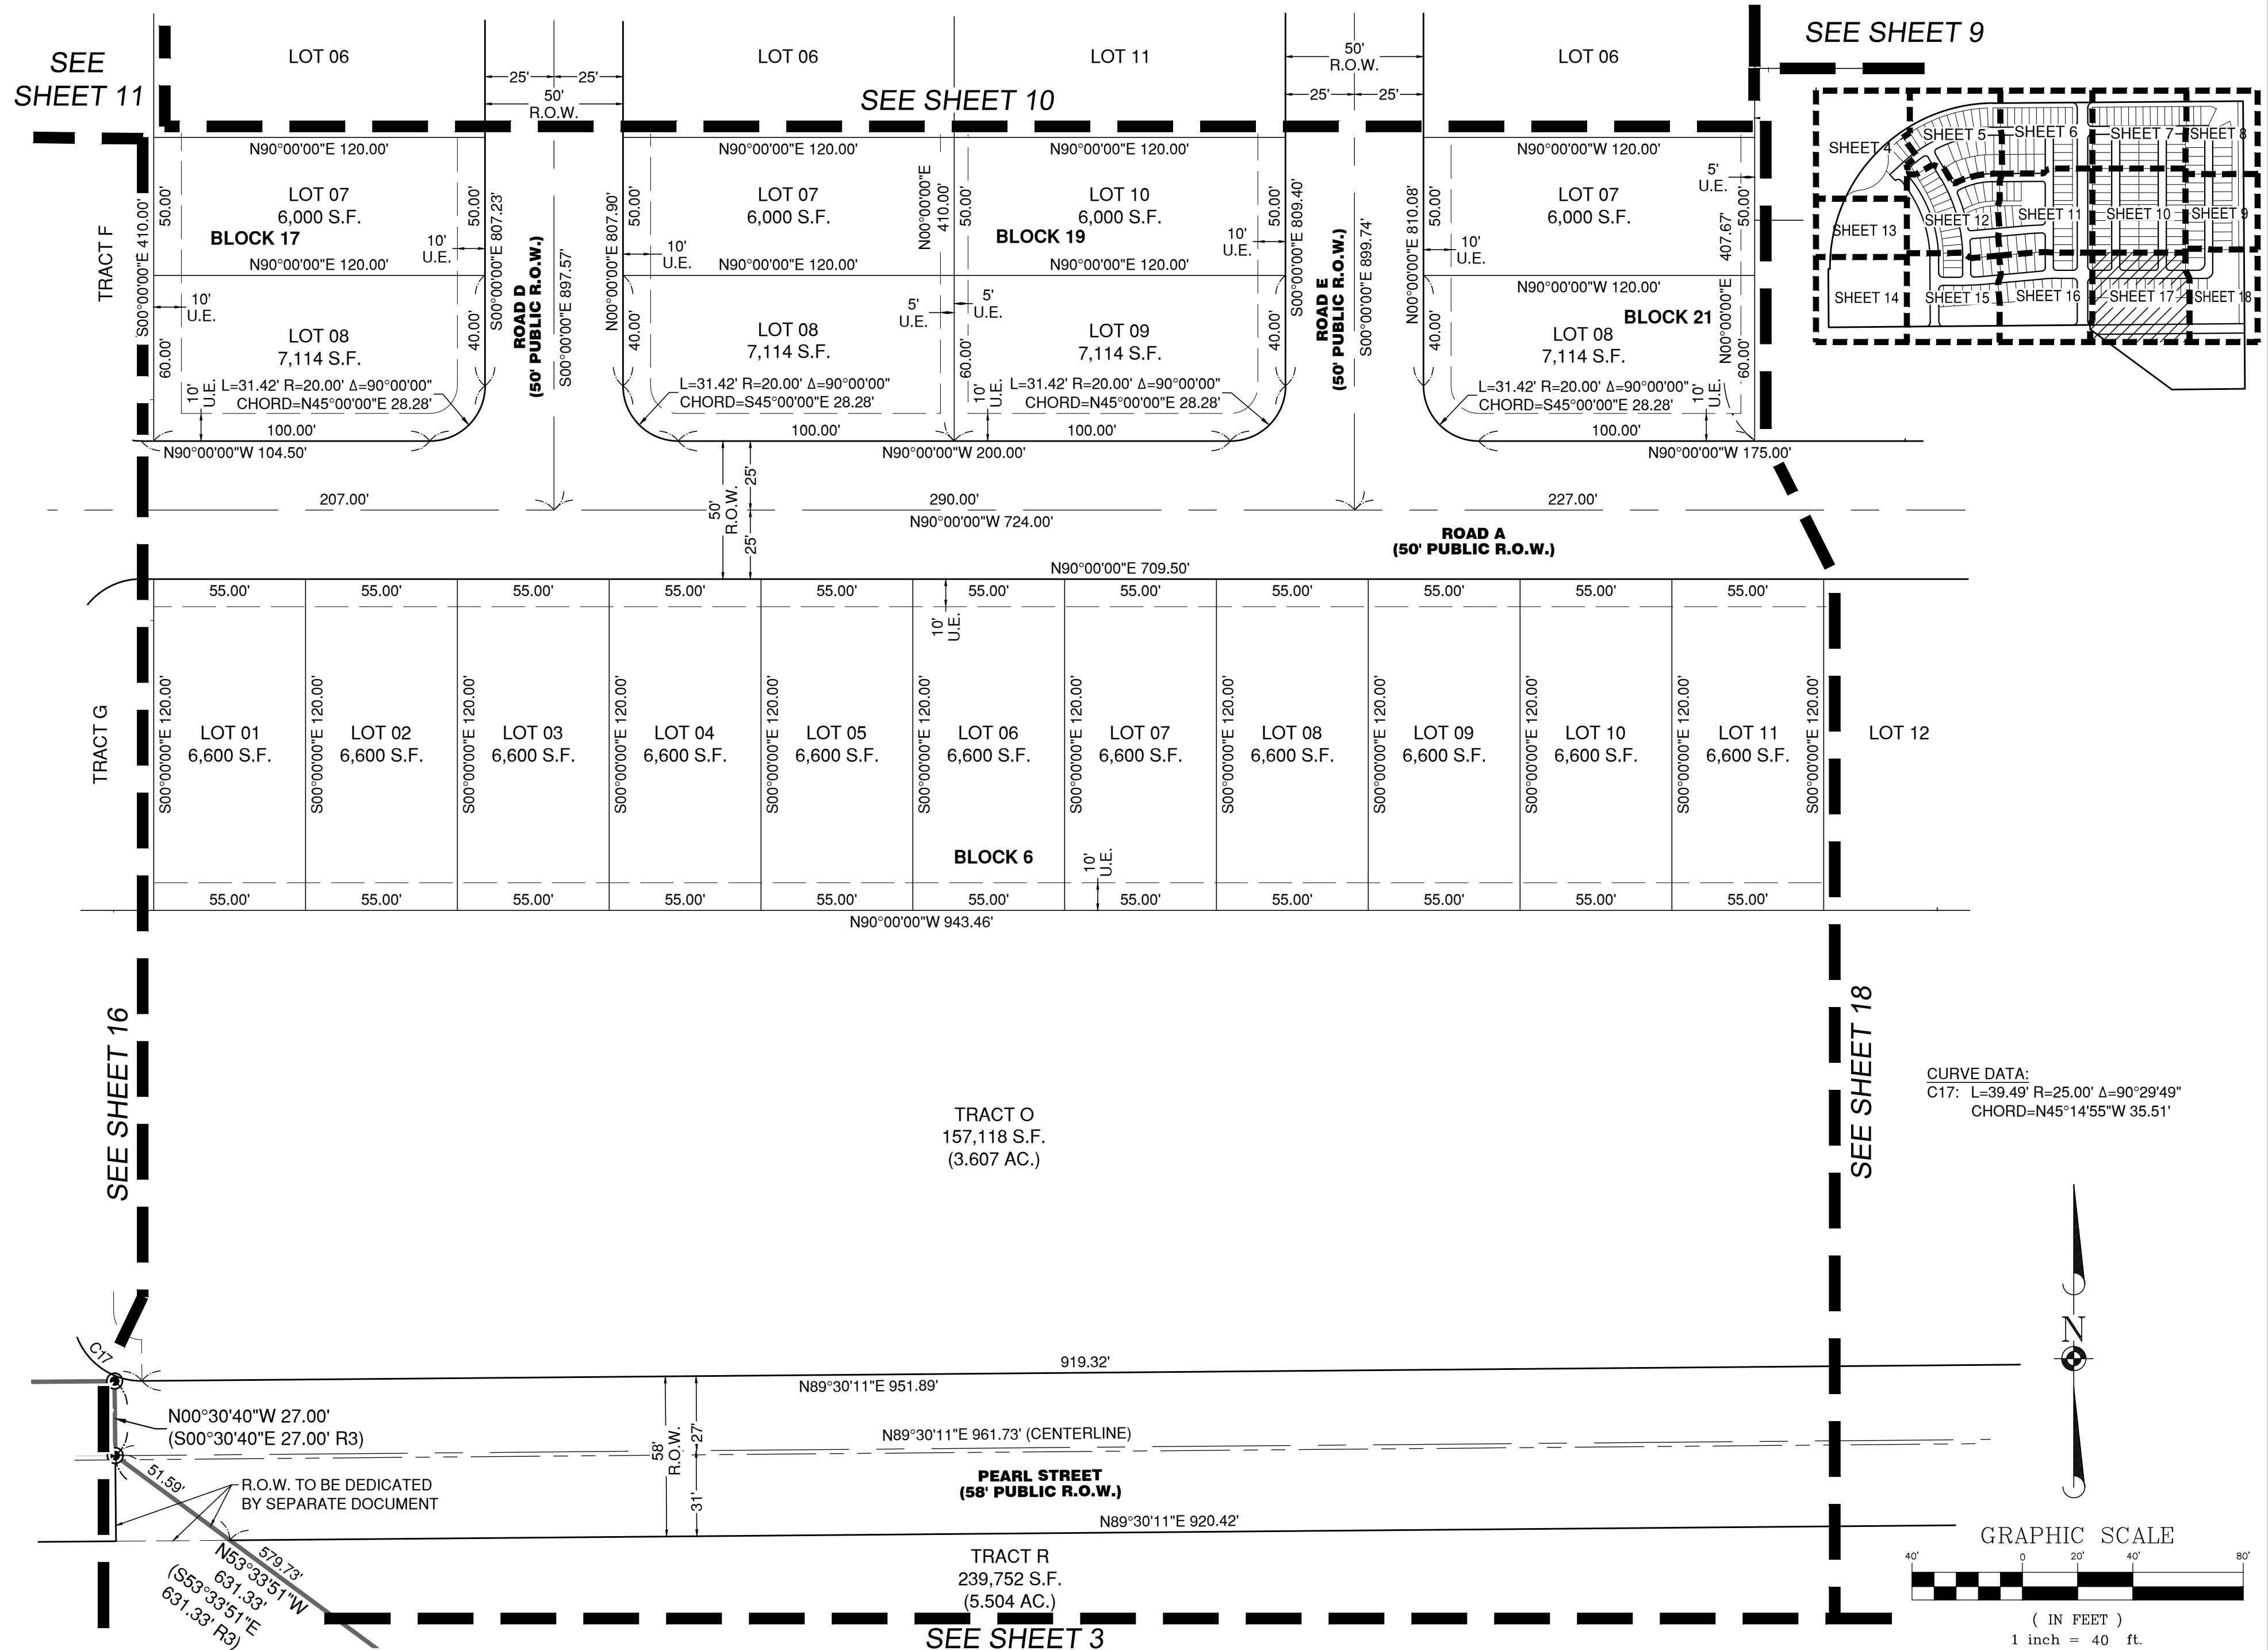 SEE
SHEET 11
LOT 06
25'
25'
50'
R.O.W.
LOT 06
LOT 11
SEE SHEET 10
50'
R.O.W.
25'
25'
LOT 06
SEE SHEET 9
SHEET 4
SHEET 5
SHEET 6
SHEET 7
SHEET 8
SHEET 13
SHEET 12
SHEET 11
SHEET 10
SHEET 9
SHEET 14
SHEET 15
SHEET 16
SHEET 17
SHEET 18
TRACT F
S00°00'00"E 410.00'
N90°00'00"E 120.00'
50.00'
LOT 07
6,000 S.F.
BLOCK 17
50.00'
10'
U.E.
N90°00'00"E 120.00'
10'
U.E.
LOT 08
7,114 S.F.
60.00'
40.00'
10'
U.E.
L=31.42' R=20.00' Δ=90°00'00"
CHORD=N45°00'00"E 28.28'
100.00'
N90°00'00"W 104.50'
S00°00'00"E 807.23'
ROAD D
(50' PUBLIC R.O.W.)
S00°00'00"E 897.57'
N00°00'00"E 807.90'
N90°00'00"E 120.00'
50.00'
LOT 07
6,000 S.F.
10'
U.E.
N90°00'00"E 120.00'
N00°00'00"E
410.00'
40.00'
LOT 08
7,114 S.F.
5'
U.E.
L=31.42' R=20.00' Δ=90°00'00"
CHORD=S45°00'00"E 28.28'
100.00'
N90°00'00"E 120.00'
50.00'
LOT 10
6,000 S.F.
BLOCK 19
50.00'
10'
U.E.
N90°00'00"E 120.00'
5'
U.E.
LOT 09
7,114 S.F.
60.00'
40.00'
10'
U.E.
L=31.42' R=20.00' Δ=90°00'00"
CHORD=N45°00'00"E 28.28'
100.00'
N90°00'00"W 200.00'
S00°00'00"E 809.40'
ROAD E
(50' PUBLIC R.O.W.)
S00°00'00"E 899.74'
N00°00'00"E 810.08'
N90°00'00"W 120.00'
50.00'
LOT 07
6,000 S.F.
5'
U.E.
50.00'
10'
U.E.
N90°00'00"W 120.00'
BLOCK 21
N00°00'00"E 407.67'
40.00'
LOT 08
7,114 S.F.
60.00'
L=31.42' R=20.00' Δ=90°00'00"
CHORD=S45°00'00"E 28.28'
10'
U.E.
100.00'
N90°00'00"W 175.00'
50'
R.O.W.
25'
25'
207.00'
290.00'
227.00'
N90°00'00"W 724.00'
ROAD A
(50' PUBLIC R.O.W.)
N90°00'00"E 709.50'
55.00'
55.00'
55.00'
55.00'
55.00'
55.00'
55.00'
55.00'
55.00'
55.00'
55.00'
10'
U.E.
TRACT G
S00°00'00"E 120.00'
LOT 01
6,600 S.F.
S00°00'00"E 120.00'
LOT 02
6,600 S.F.
S00°00'00"E 120.00'
LOT 03
6,600 S.F.
S00°00'00"E 120.00'
LOT 04
6,600 S.F.
S00°00'00"E 120.00'
LOT 05
6,600 S.F.
S00°00'00"E 120.00'
LOT 06
6,600 S.F.
S00°00'00"E 120.00'
LOT 07
6,600 S.F.
S00°00'00"E 120.00'
LOT 08
6,600 S.F.
S00°00'00"E 120.00'
LOT 09
6,600 S.F.
S00°00'00"E 120.00'
LOT 10
6,600 S.F.
S00°00'00"E 120.00'
LOT 11
6,600 S.F.
S00°00'00"E 120.00'
LOT 12
BLOCK 6
10'
U.E.
55.00'
55.00'
55.00'
55.00'
55.00'
55.00'
55.00'
55.00'
55.00'
55.00'
55.00'
N90°00'00"W 943.46'
SEE SHEET 16
SEE SHEET 18
TRACT O
157,118 S.F.
(3.607 AC.)
CURVE DATA:
C17: L=39.49' R=25.00' Δ=90°29'49"
CHORD=N45°14'55"W 35.51'
N
C17
919.32'
N89°30'11"E 951.89'
N00°30'40"W 27.00'
(S00°30'40"E 27.00' R3)
58'
R.O.W.
27'
31'
N89°30'11"E 961.73' (CENTERLINE)
PEARL STREET
(58' PUBLIC R.O.W.)
51.59'
R.O.W. TO BE DEDICATED
BY SEPARATE DOCUMENT
N89°30'11"E 920.42'
579.73'
N53°33'51"W
631.33'
(S53°33'51"E
631.33' R3)
TRACT R
239,752 S.F.
(5.504 AC.)
SEE SHEET 3
GRAPHIC SCALE
40'
0
20'
40'
80'
( IN FEET )
1 inch = 40 ft.